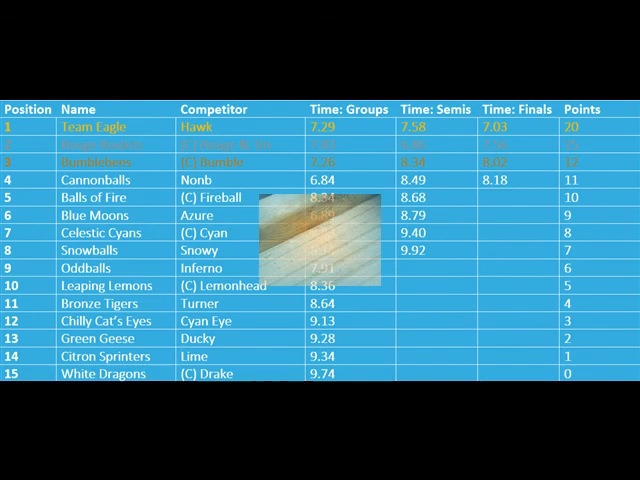 Position Name Competitor Time: Groups Time: Semis Time: Finals Points
1 Team Eagle Hawk 7.29 7.58 7.03 20
2 15
3 Bumblebees (C) Bumble 7.26 8.34 8.02 12
4 Cannonballs Nonb 6.84 8.49 8.18 11
5 Balls of Fire (C) Fireball 8.34 8.68 10
6 Blue Moons Azure 6.89 8.79 9
7 Celestic Cyans (C) Cyan 9.40 8
8 Snowballs Snowy 9.92 7
9 Oddballs Inferno 7.91 6
10 Leaping Lemons (C) Lemonhead 8.36 5
11 Bronze Tigers Turner 8.64 4
12 Chilly Cat's Eyes Cyan Eye 9.13 3
13 Green Geese Ducky 9.28 2
14 Citron Sprinters Lime 9.34 1
15 White Dragons (C) Drake 9.74 0